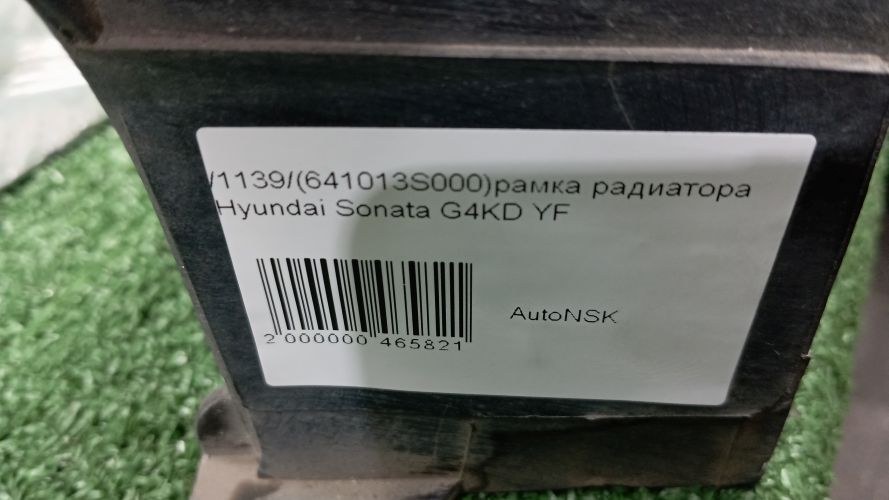 /1139/(641013S000)рамка радиатора
Hyundai Sonata G4KD YF
AutoNSK
2 000000 465821